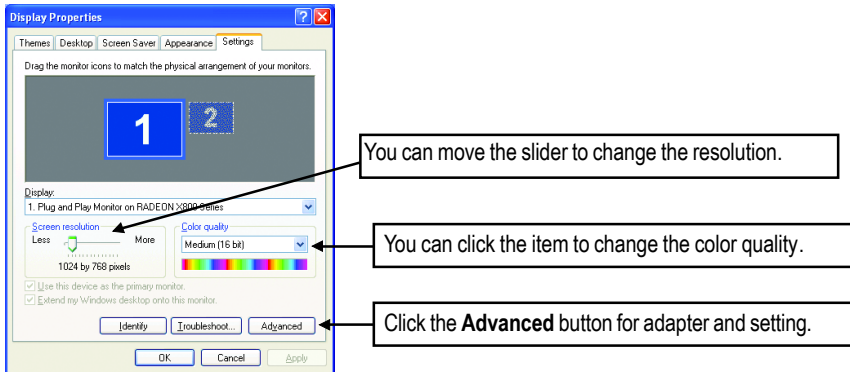 Display Properties
Themes Desktop Screen Saver Appearance Settings
Drag the monitor icons to match the physical arrangement of your monitors.
1 2
You can move the slider to change the resolution.
Display:
1. Plug and Play Monitor on RADEON X800 Series
Screen resolution
Less More
1024 by 768 pixels
Color quality
Medium (16 bit)
You can click the item to change the color quality.
Use this device as the primary monitor.
Extend my Windows desktop onto this monitor.
Identify Troubleshoot... Advanced
Click the Advanced button for adapter and setting.
OK Cancel Apply